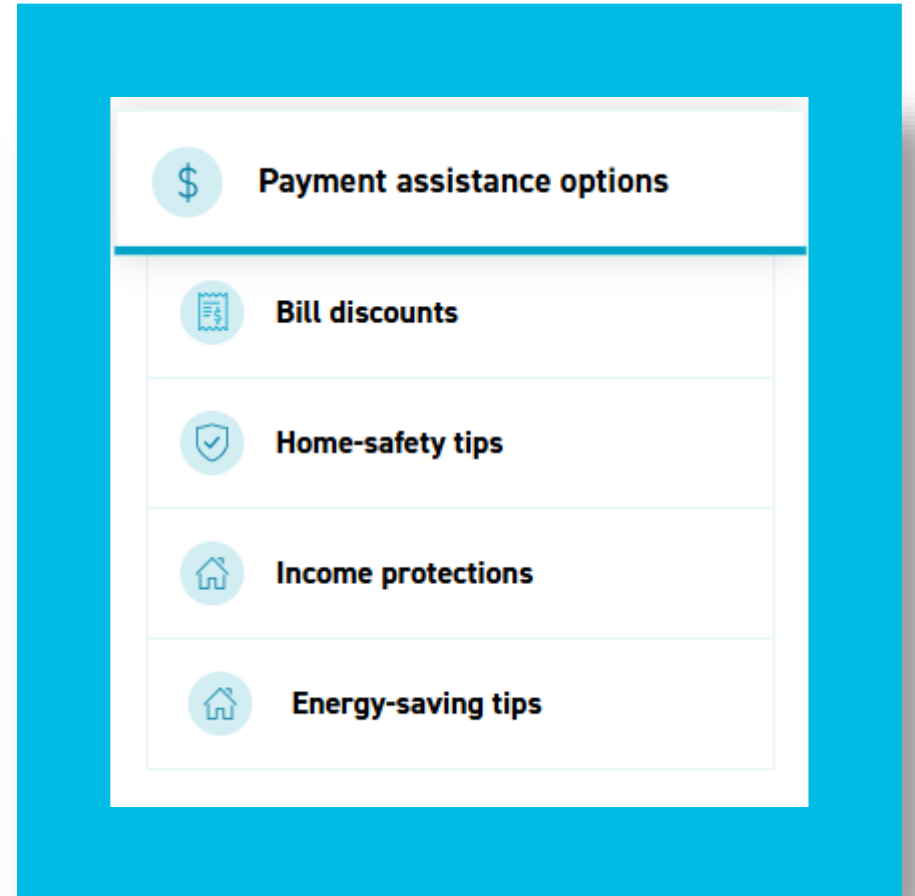 $
Payment assistance options
$
Bill discounts
Home-safety tips
Income protections
Energy-saving tips